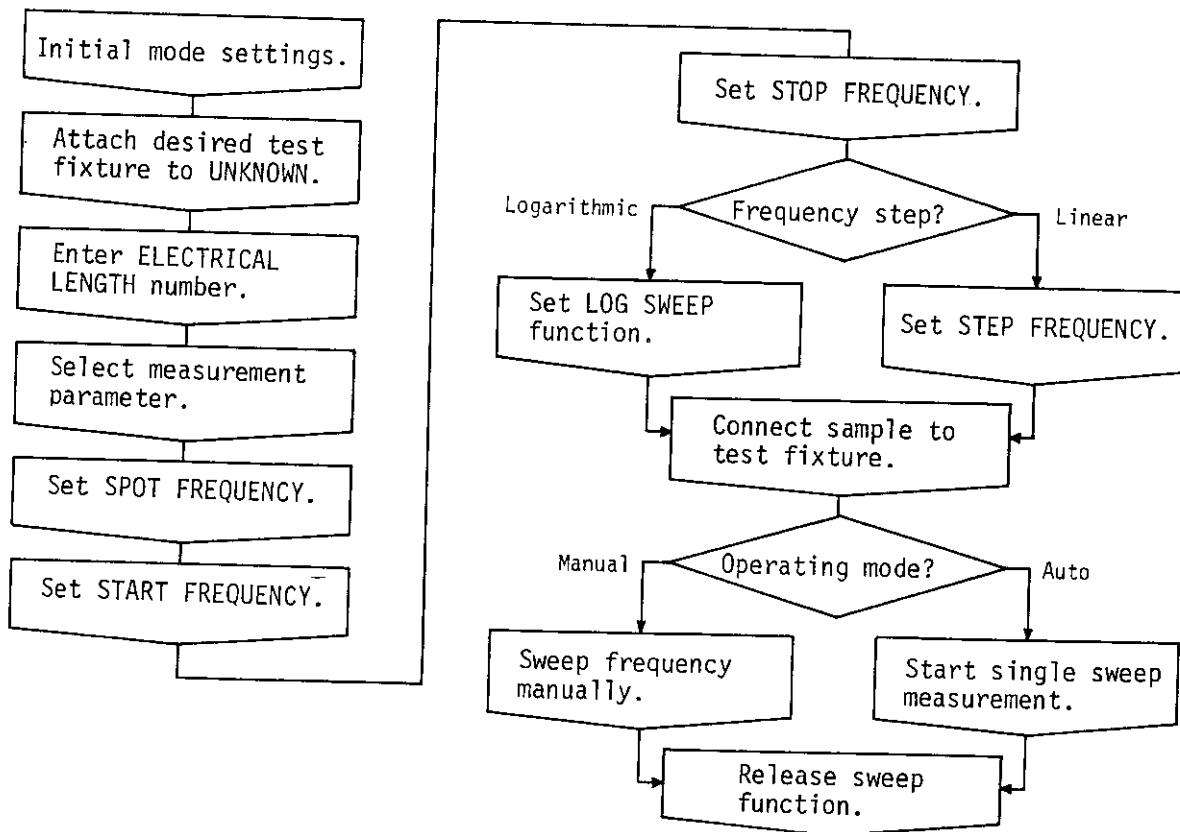 Initial mode settings.
Attach desired test
fixture to UNKNOWN.
Enter ELECTRICAL
LENGTH number.
Select measurement
parameter.
Set SPOT FREQUENCY.
Set START FREQUENCY.
Set STOP FREQUENCY.
Logarithmic
Frequency step?
Linear
Set LOG SWEEP
function.
Set STEP FREQUENCY.
Connect sample to
test fixture.
Manual
Operating mode?
Auto
Sweep frequency
manually.
Start single sweep
measurement.
Release sweep
function.